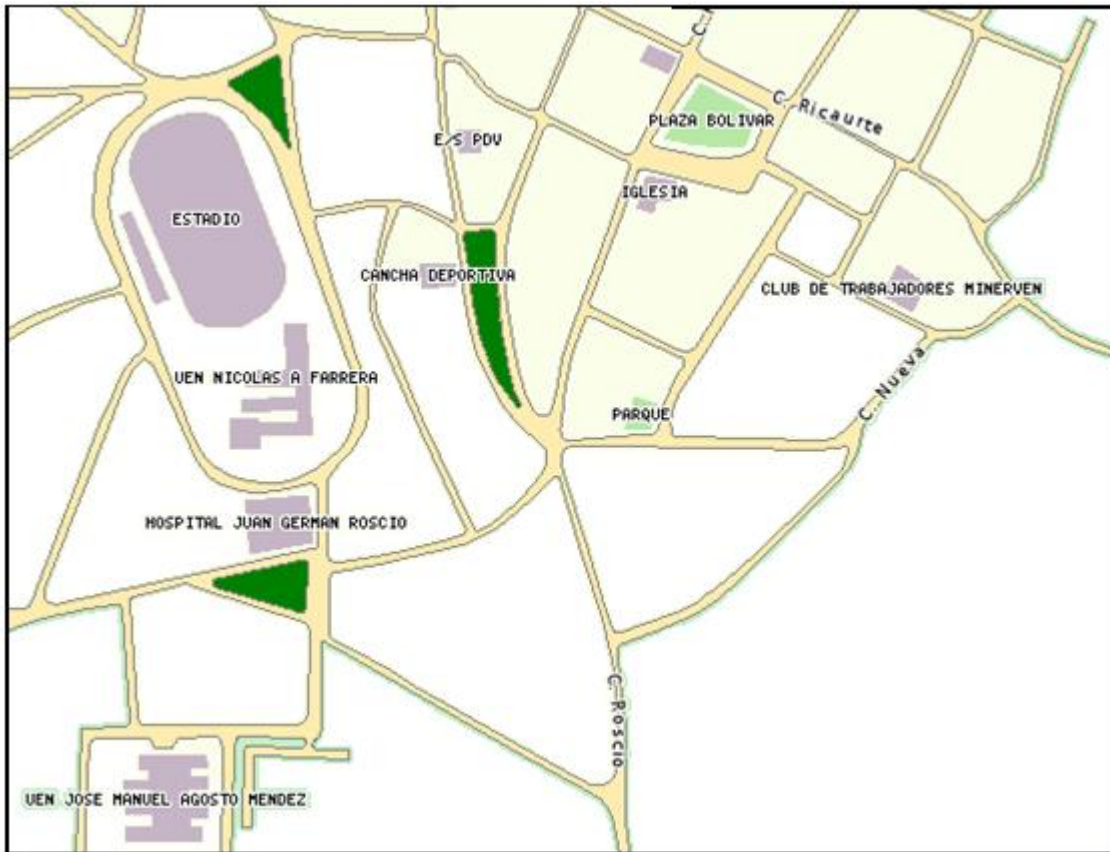 C.
C. Ricaurte
PLAZA BOLIVAR
E/S PDV
IGLESIA
ESTADIO
CANCHA DEPORTIVA
CLUB DE TRABAJADORES MINERVEN
UEN NICOLAS A FARRERA
C. Nueva
PARQUE
HOSPITAL JUAN GERMAN ROSCIO
C. Roscio
UEN JOSE MANUEL AGOSTO MENDEZ